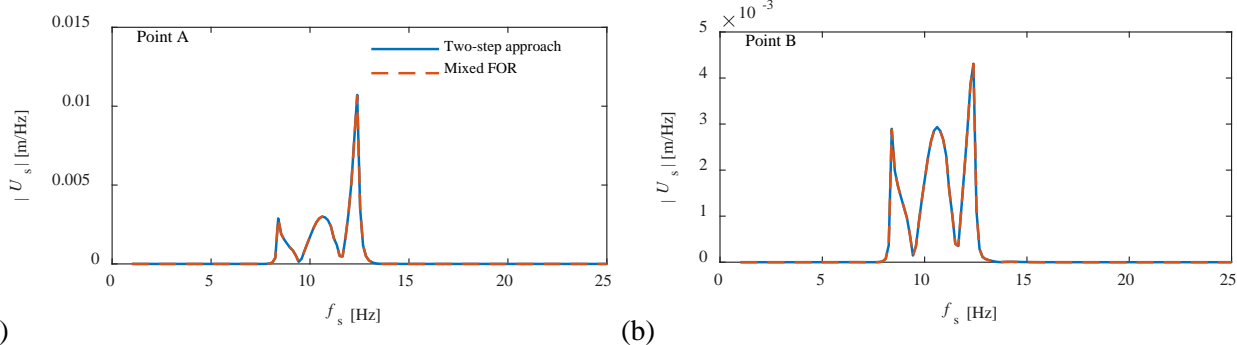 0.015
Point A
Two-step approach
Mixed FOR
0.01
0.005
0
| U s | [m/Hz]
0 5 10 15 20 25
f s [Hz]
)
× 10 -3
5
Point B
4
3
2
1
0
| U s | [m/Hz]
0 5 10 15 20 25
f s [Hz]
(b)